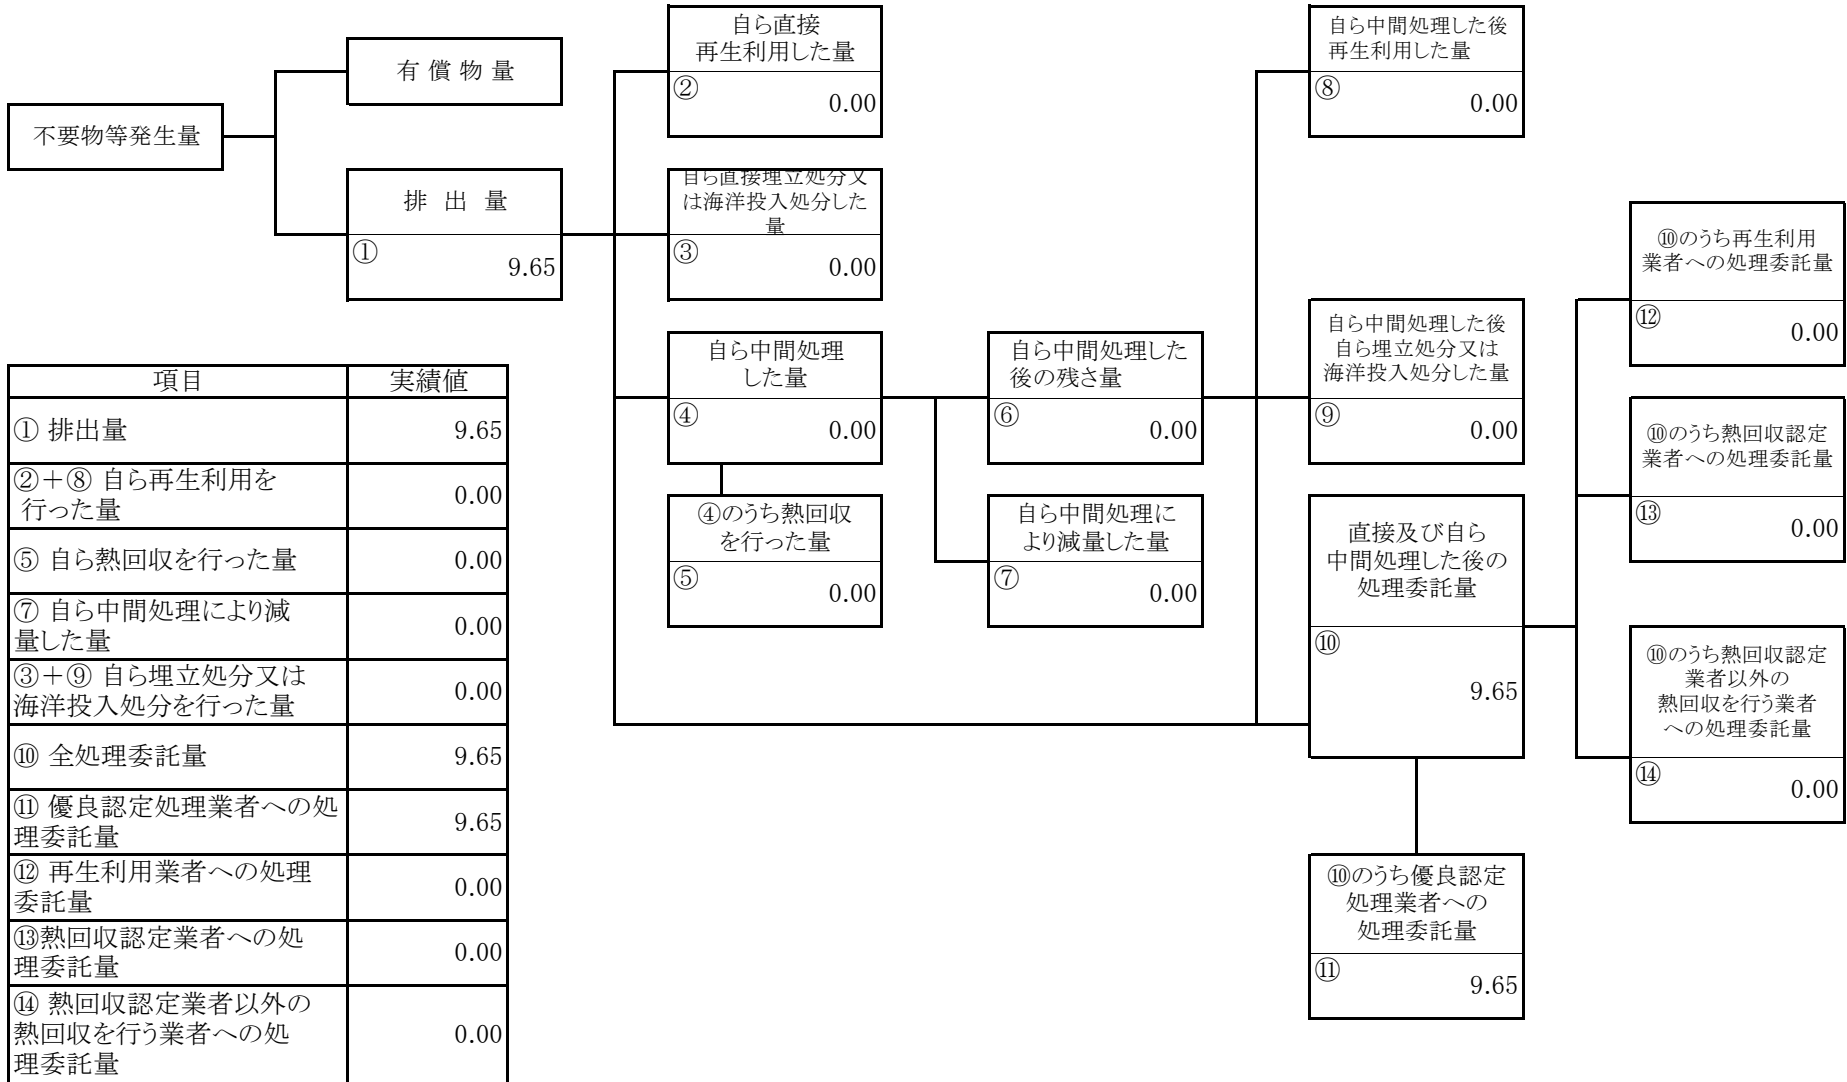 不要物等発生量
有 償 物 量
排 出 量
①
9.65
自ら直接
再生利用した量
②
0.00
自ら直接埋立処分又
は海洋投入処分した
量
③
0.00
自ら中間処理
した量
④
0.00
④のうち熱回収
を行った量
⑤
0.00
自ら中間処理した
後の残さ量
⑥
0.00
自ら中間処理に
より減量した量
⑦
0.00
自ら中間処理した後
再生利用した量
⑧
0.00
自ら中間処理した後
自ら埋立処分又は
海洋投入処分した量
⑨
0.00
直接及び自ら
中間処理した後の
処理委託量
⑩
9.65
⑩のうち優良認定
処理業者への
処理委託量
⑪
9.65
⑩のうち再生利用
業者への処理委託量
⑫
0.00
⑩のうち熱回収認定
業者への処理委託量
⑬
0.00
⑩のうち熱回収認定
業者以外の
熱回収を行う業者
への処理委託量
⑭
0.00
項目 実績値
① 排出量 9.65
②＋⑧ 自ら再生利用を
行った量 0.00
⑤ 自ら熱回収を行った量 0.00
⑦ 自ら中間処理により減
量した量 0.00
③＋⑨ 自ら埋立処分又は
海洋投入処分を行った量 0.00
⑩ 全処理委託量 9.65
⑪ 優良認定処理業者への処
理委託量 9.65
⑫ 再生利用業者への処理
委託量 0.00
⑬熱回収認定業者への処
理委託量 0.00
⑭ 熱回収認定業者以外の
熱回収を行う業者への処
理委託量 0.00